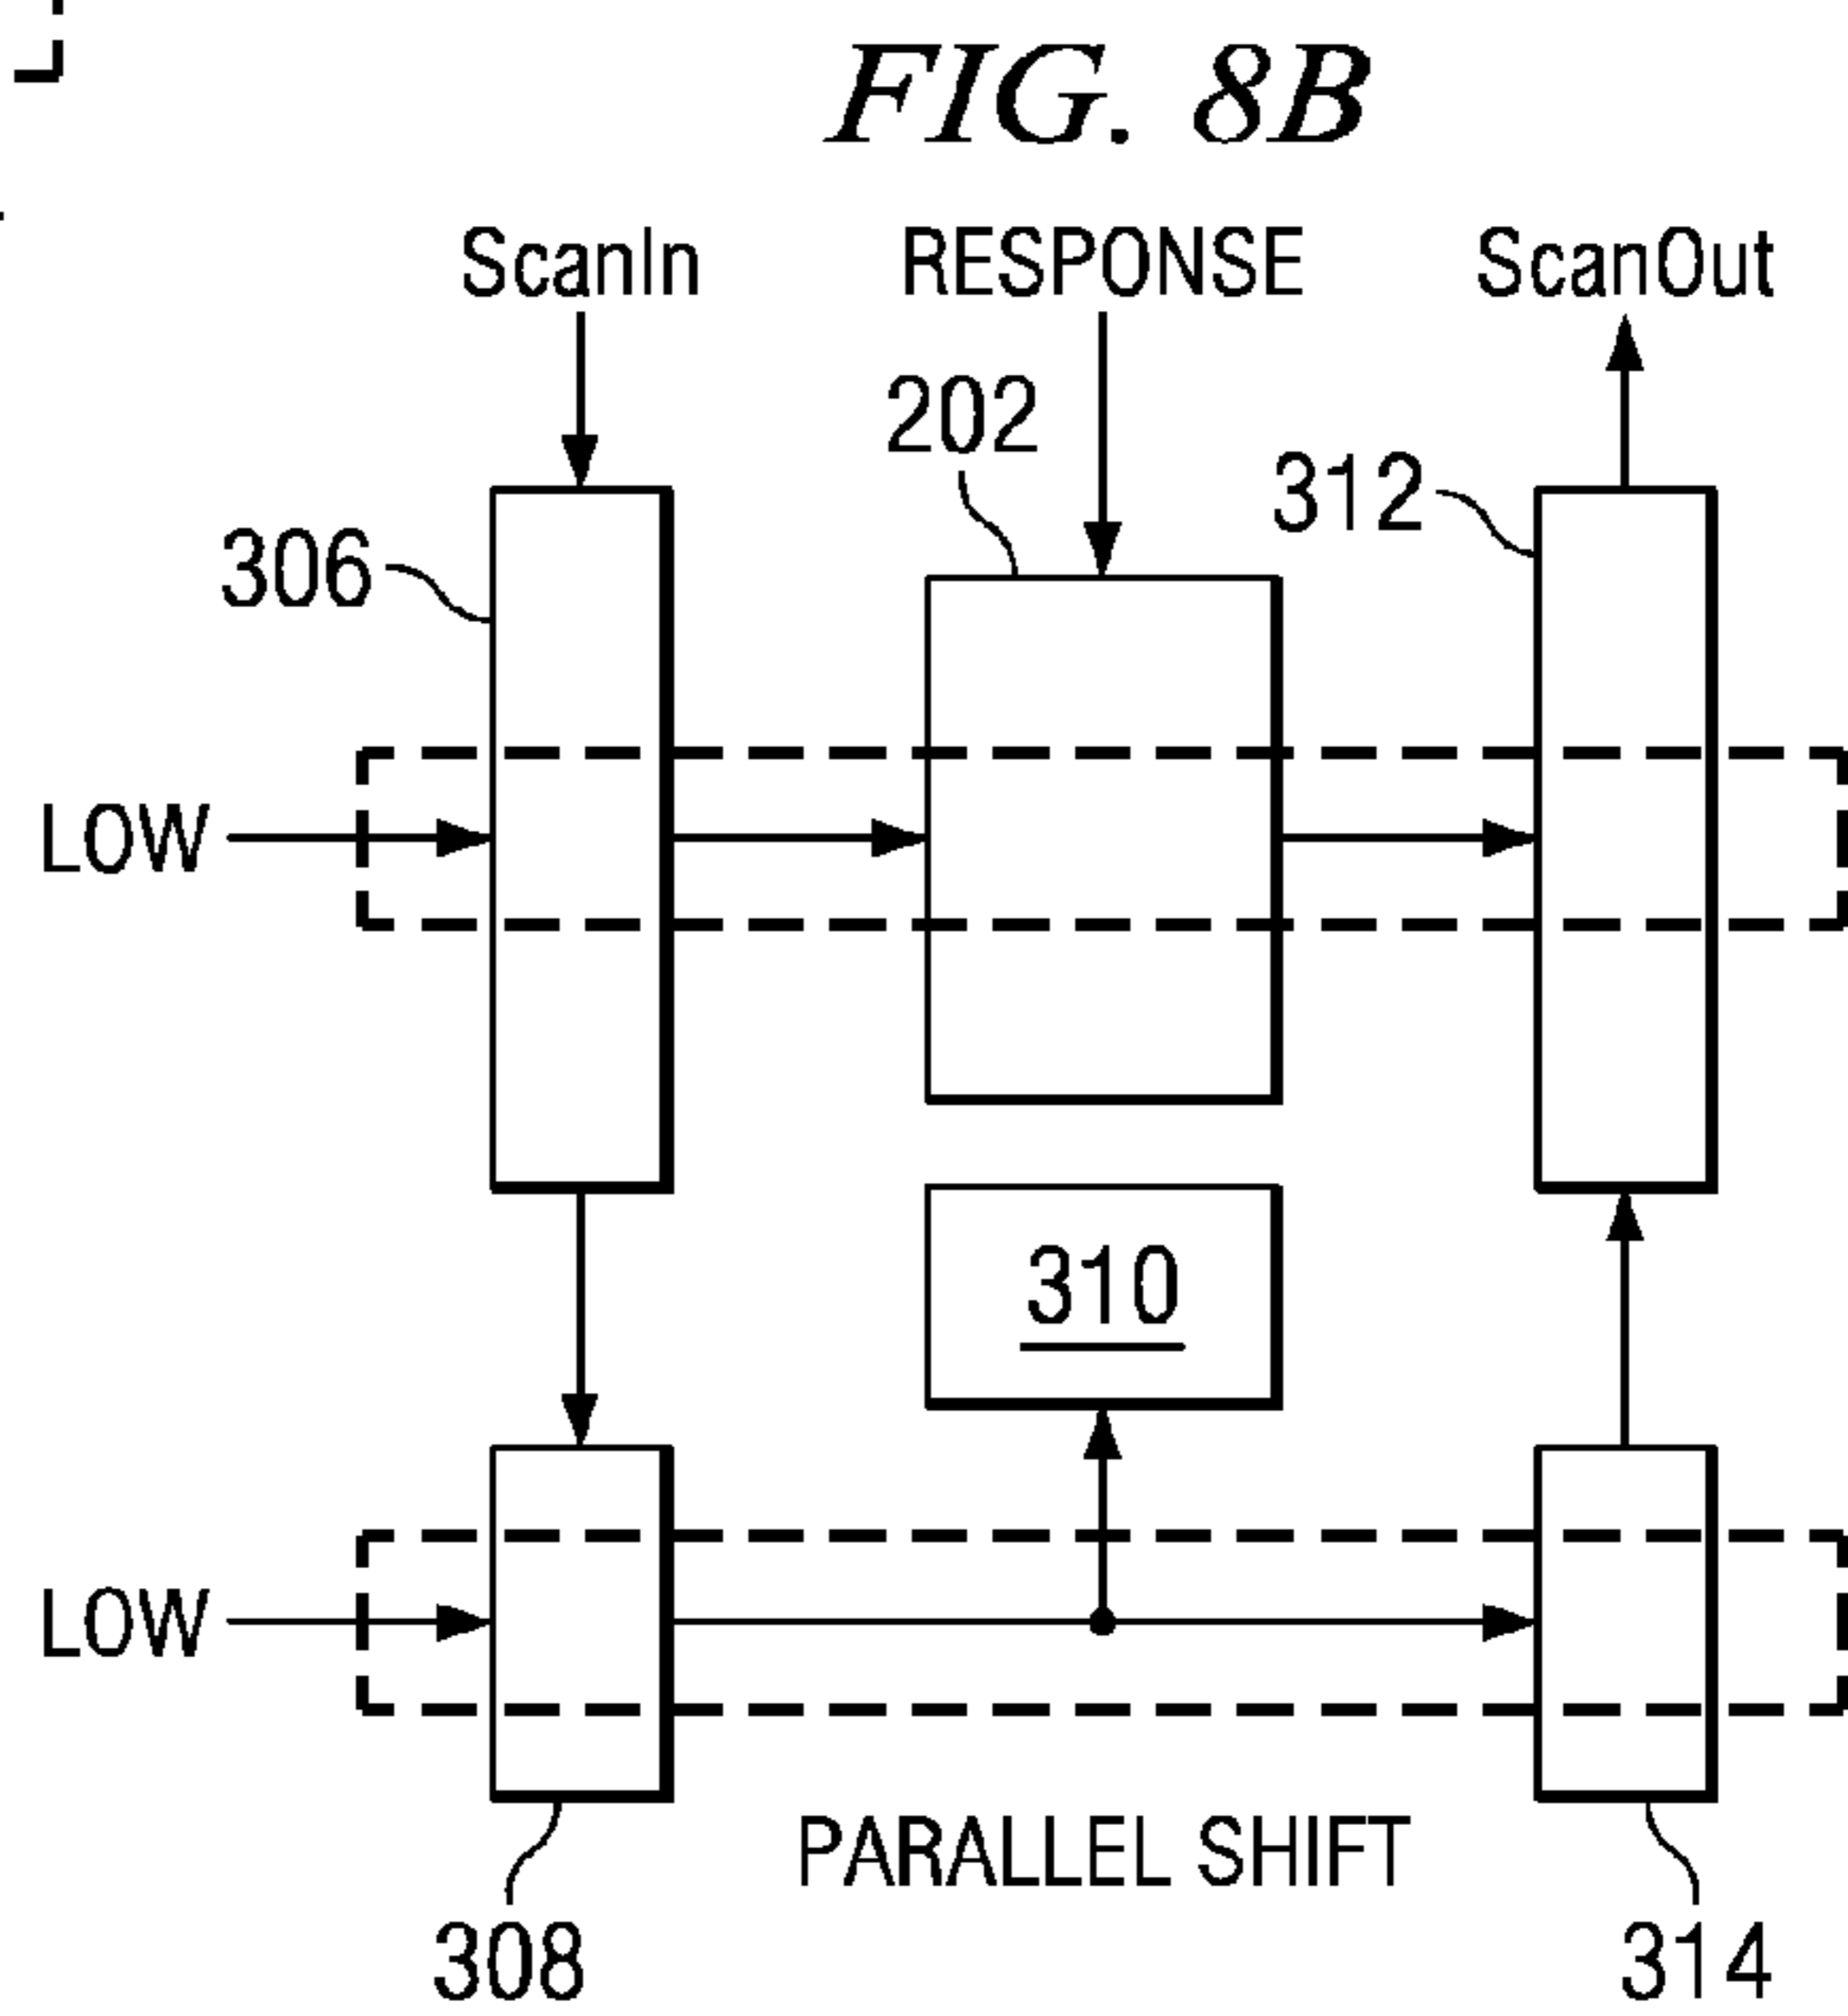 FIG. 8B
ScanIn RESPONSE ScanOut
202
312
306
LOW
310
LOW
PARALLEL SHIFT
308 314